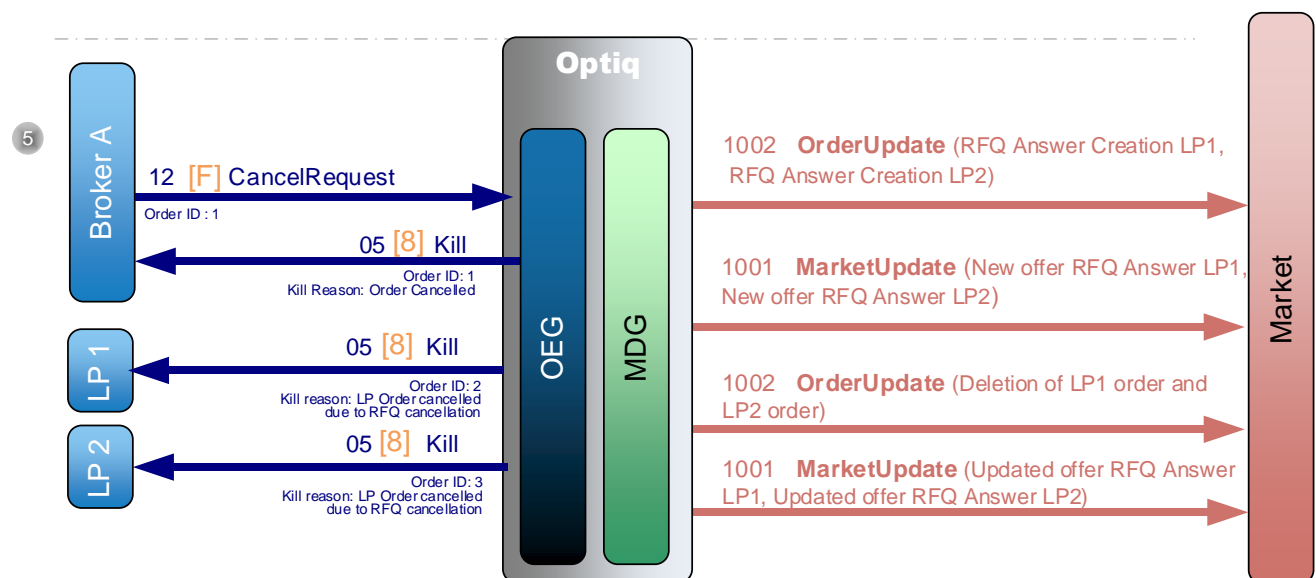 Optiq
5
Broker A
12 [F] CancelRequest
Order ID : 1
05 [8] Kill
Order ID: 1
Kill Reason: Order Cancelled
LP 1
05 [8] Kill
Order ID: 2
Kill reason: LP Order cancelled
due to RFQ cancellation
LP 2
05 [8] Kill
Order ID: 3
Kill reason: LP Order cancelled
due to RFQ cancellation
OEG
MDG
1002 OrderUpdate (RFQ Answer Creation LP1,
RFQ Answer Creation LP2)
1001 MarketUpdate (New offer RFQ Answer LP1,
New offer RFQ Answer LP2)
1002 OrderUpdate (Deletion of LP1 order and
LP2 order)
1001 MarketUpdate (Updated offer RFQ Answer
LP1, Updated offer RFQ Answer LP2)
Market